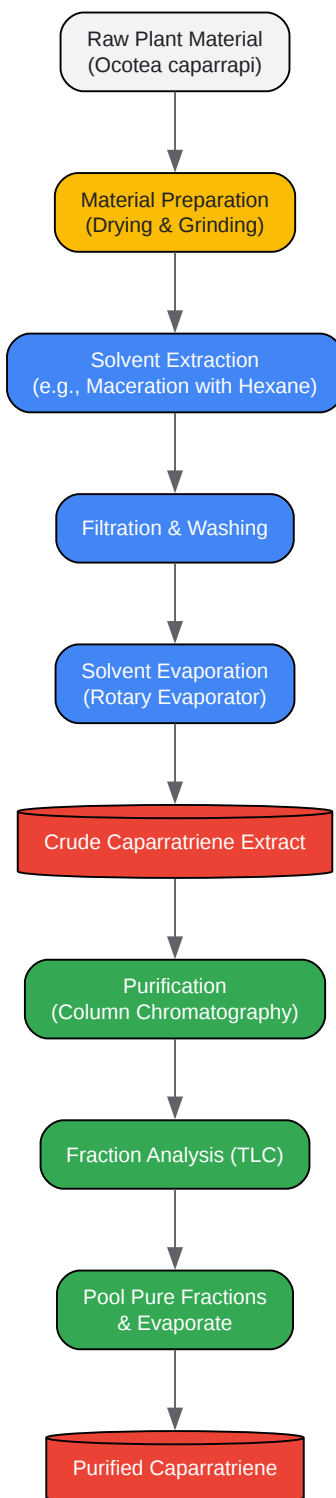 Raw Plant Material
(Ocotea caparrapi)
Material Preparation
(Drying & Grinding)
Solvent Extraction
(e.g., Maceration with Hexane)
Filtration & Washing
Solvent Evaporation
(Rotary Evaporator)
Crude Caparratriene Extract
Purification
(Column Chromatography)
Fraction Analysis (TLC)
Pool Pure Fractions
& Evaporate
Purified Caparratriene